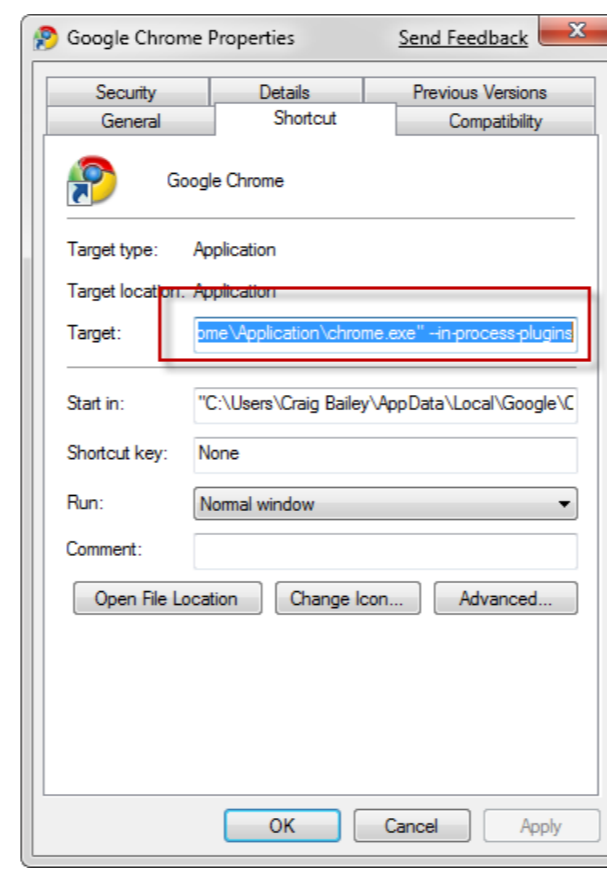 Google Chrome Properties Send Feedback x
Security Details Previous Versions
General Shortcut Compatibility
Google Chrome
Target type: Application
Target location: Application
Target: ome\Application\chrome.exe" –in-process-plugins
Start in: "C:\Users\Craig Bailey\AppData\Local\Google\C
Shortcut key: None
Run: Normal window
Comment:
Open File Location Change Icon... Advanced...
OK Cancel Apply